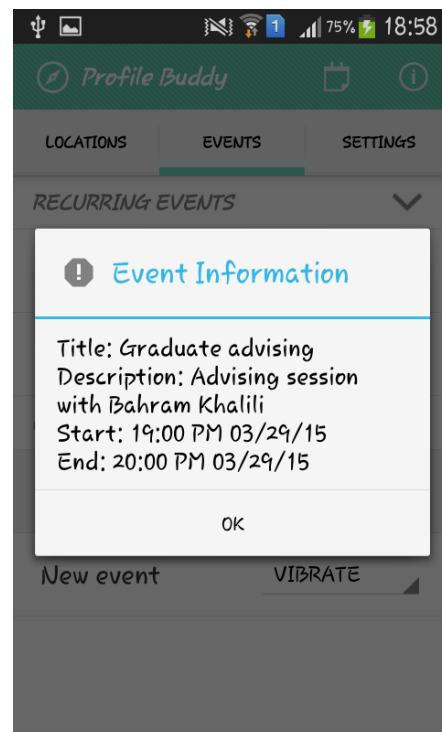 1 75% 18:58
Profile Buddy
LOCATIONS EVENTS SETTINGS
RECURRING EVENTS
Event Information
Title: Graduate advising
Description: Advising session
with Bahram Khalili
Start: 19:00 PM 03/29/15
End: 20:00 PM 03/29/15
OK
New event VIBRATE